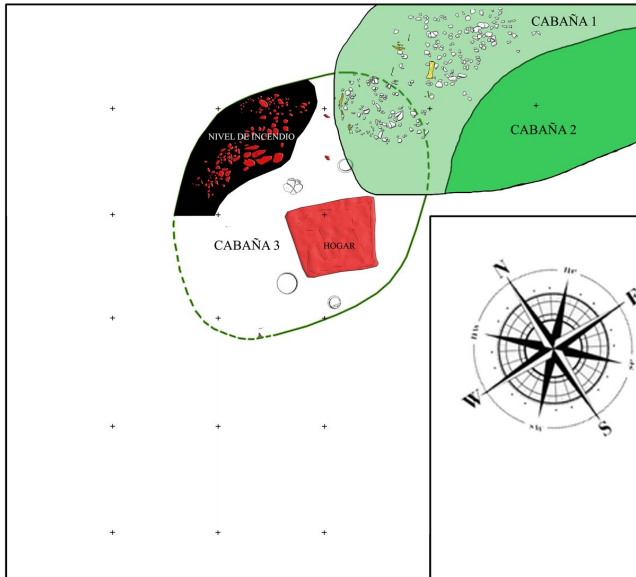 CABAÑA 1
CABAÑA 2
NIVEL DE INCENDIO
CABAÑA 3
HOGAR
N
E
S
W